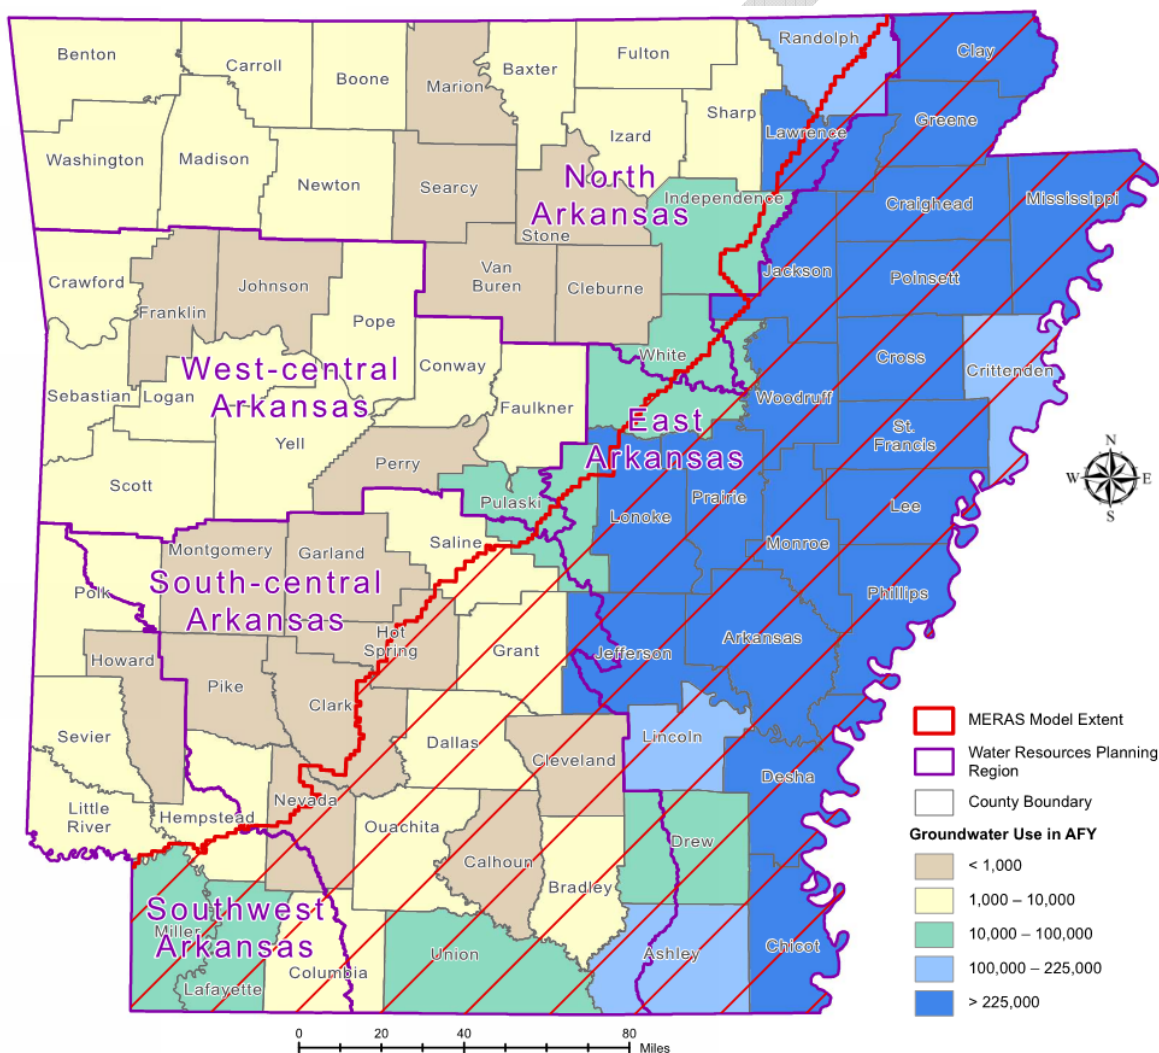 Benton
Carroll
Boone
Marion
Baxter
Fulton
Randolph
Clay
Sharp
Izard
Lawrence
Greene
Washington
Madison
Newton
Searcy
North
Arkansas
Stone
Independence
Craighead
Mississippi
Crawford
Franklin
Johnson
Pope
Van
Buren
Cleburne
Jackson
Poinsett
White
Cross
Crittenden
West-central
Arkansas
Conway
Sebastian
Logan
Yell
Faulkner
East
Arkansas
Woodruff
St.
Francis
Scott
Perry
Pulaski
Lonoke
Prairie
Lee
Monroe
N
W
E
S
Montgomery
Garland
Saline
South-central
Arkansas
Polk
Hot
Spring
Grant
Jefferson
Arkansas
Phillips
Howard
Pike
Clark
Dallas
Cleveland
Lincoln
Desha
Sevier
Little
River
Hempstead
Nevada
Ouachita
Calhoun
Bradley
Drew
Southwest
Arkansas
Miller
Lafayette
Columbia
Union
Ashley
Chicot
MERAS Model Extent
Water Resources Planning
Region
County Boundary
Groundwater Use in AFY
< 1,000
1,000 – 10,000
10,000 – 100,000
100,000 – 225,000
> 225,000
0 20 40 80
Miles